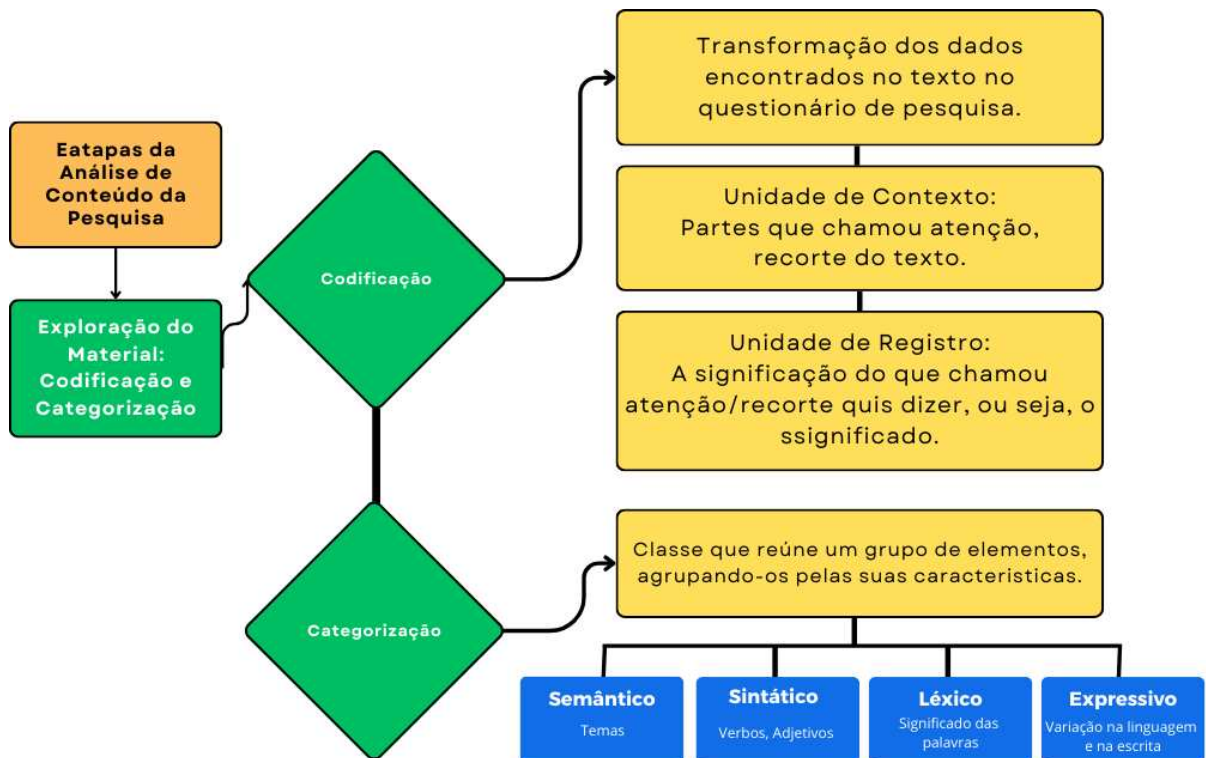 Eatapas da
Análise de
Conteúdo da
Pesquisa
Exploração do
Material:
Codificação e
Categorização
Codificação
Transformação dos dados
encontrados no texto no
questionário de pesquisa.
Unidade de Contexto:
Partes que chamou atenção,
recorte do texto.
Unidade de Registro:
A significação do que chamou
atenção/recorte quis dizer, ou seja, o
ssignificado.
Categorização
Classe que reúne um grupo de elementos,
agrupando-os pelas suas caracteristicas.
Semântico
Temas
Sintático
Verbos, Adjetivos
Léxico
Significado das
palavras
Expressivo
Variação na linguagem
e na escrita